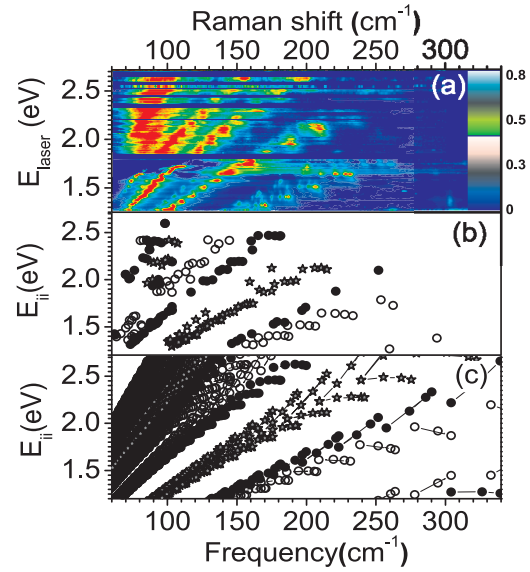 Raman shift (cm-1)
100 150 200 250 300
(a)
2.5
2.0
1.5
E_laser (eV)
0.8
0.5
0.3
0
(b)
2.5
2.0
1.5
E_ii(eV)
(c)
2.5
2.0
1.5
E_ii(eV)
100 150 200 250 300
Frequency(cm-1)